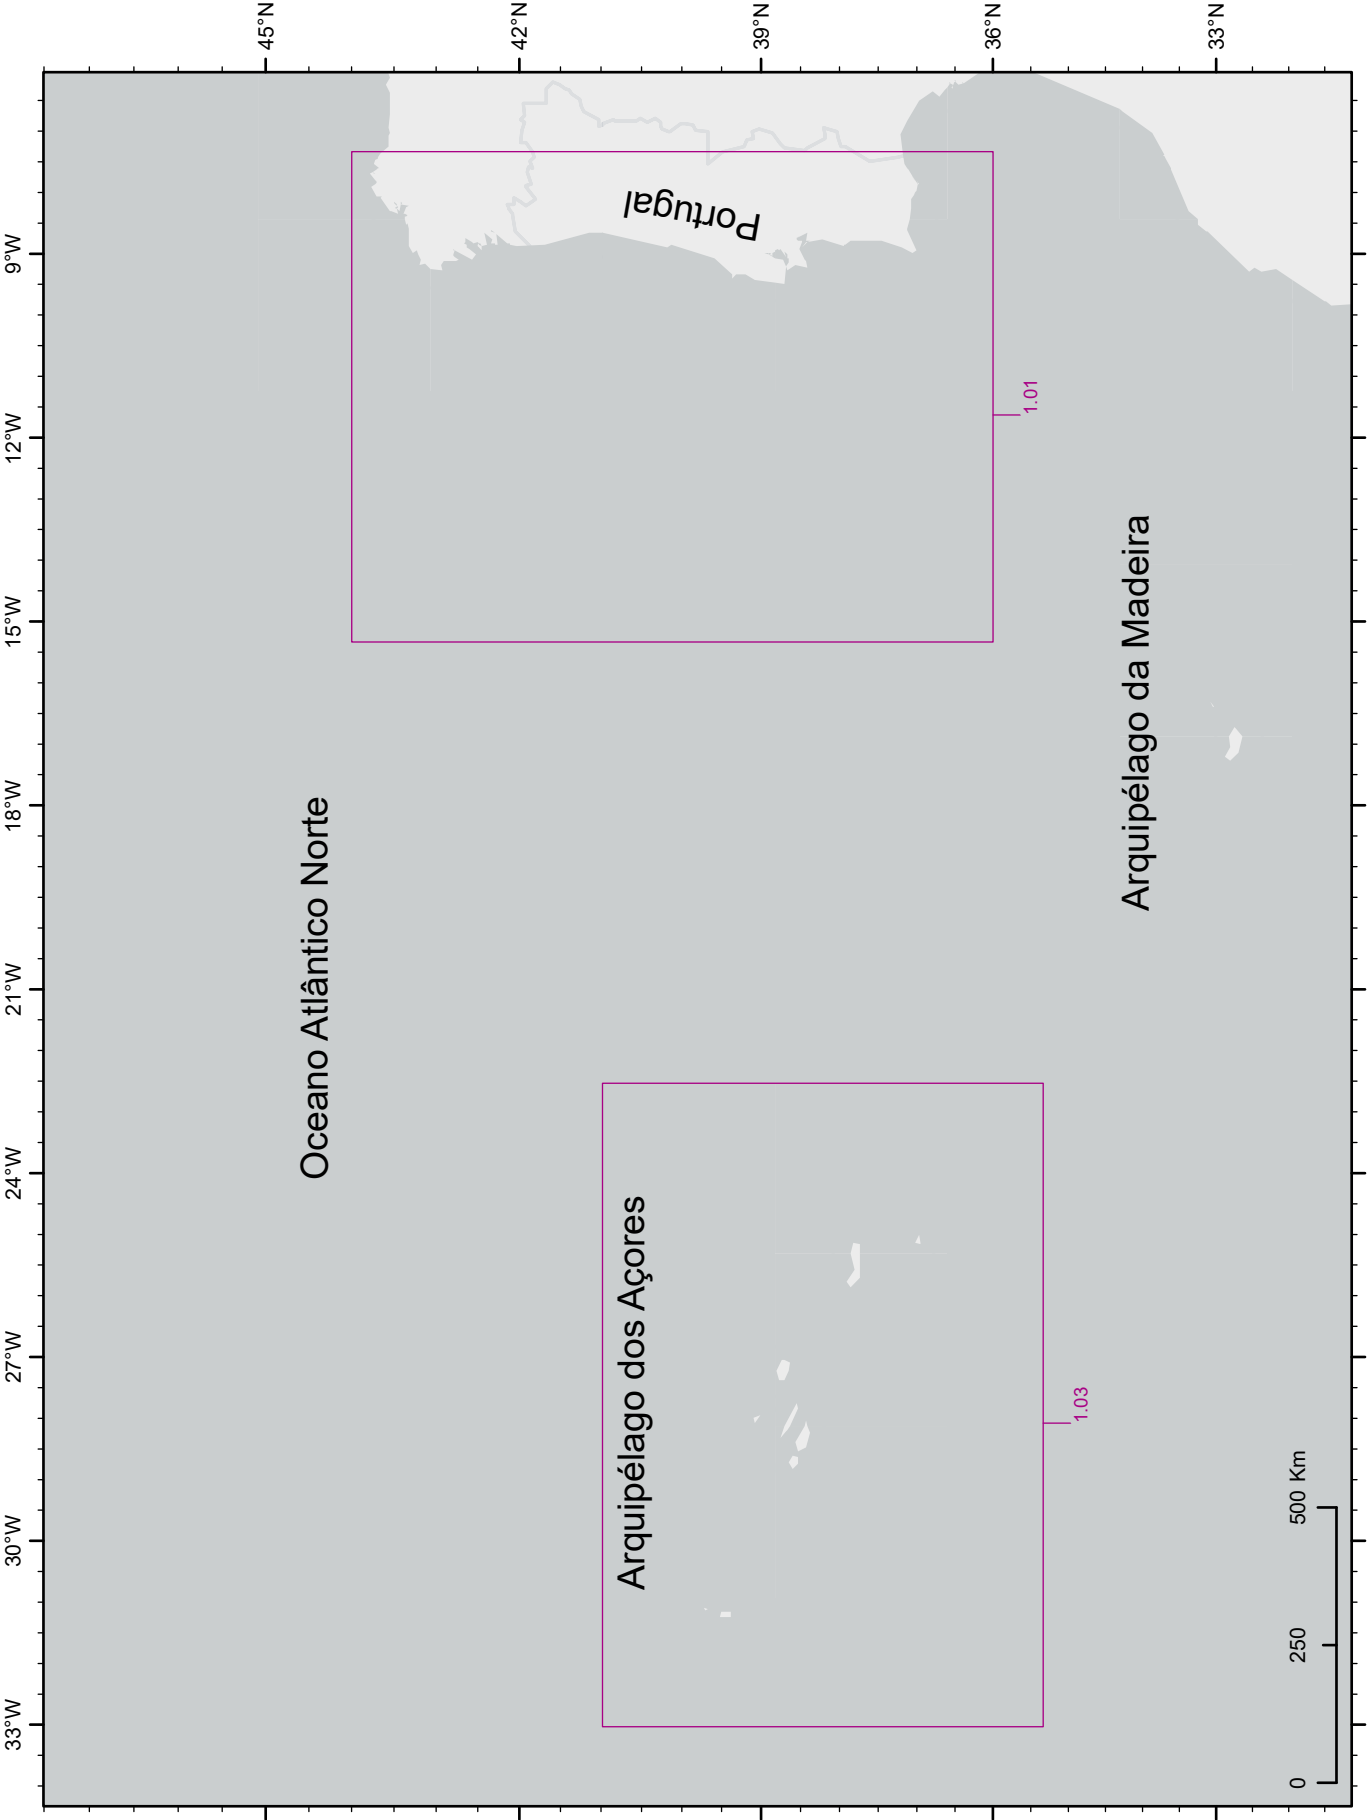 33°W
30°W
27°W
24°W
21°W
18°W
15°W
12°W
9°W
45°N
42°N
39°N
36°N
33°N
Oceano Atlântico Norte
Portugal
Arquipélago dos Açores
1.01
1.03
Arquipélago da Madeira
0
250
500 Km